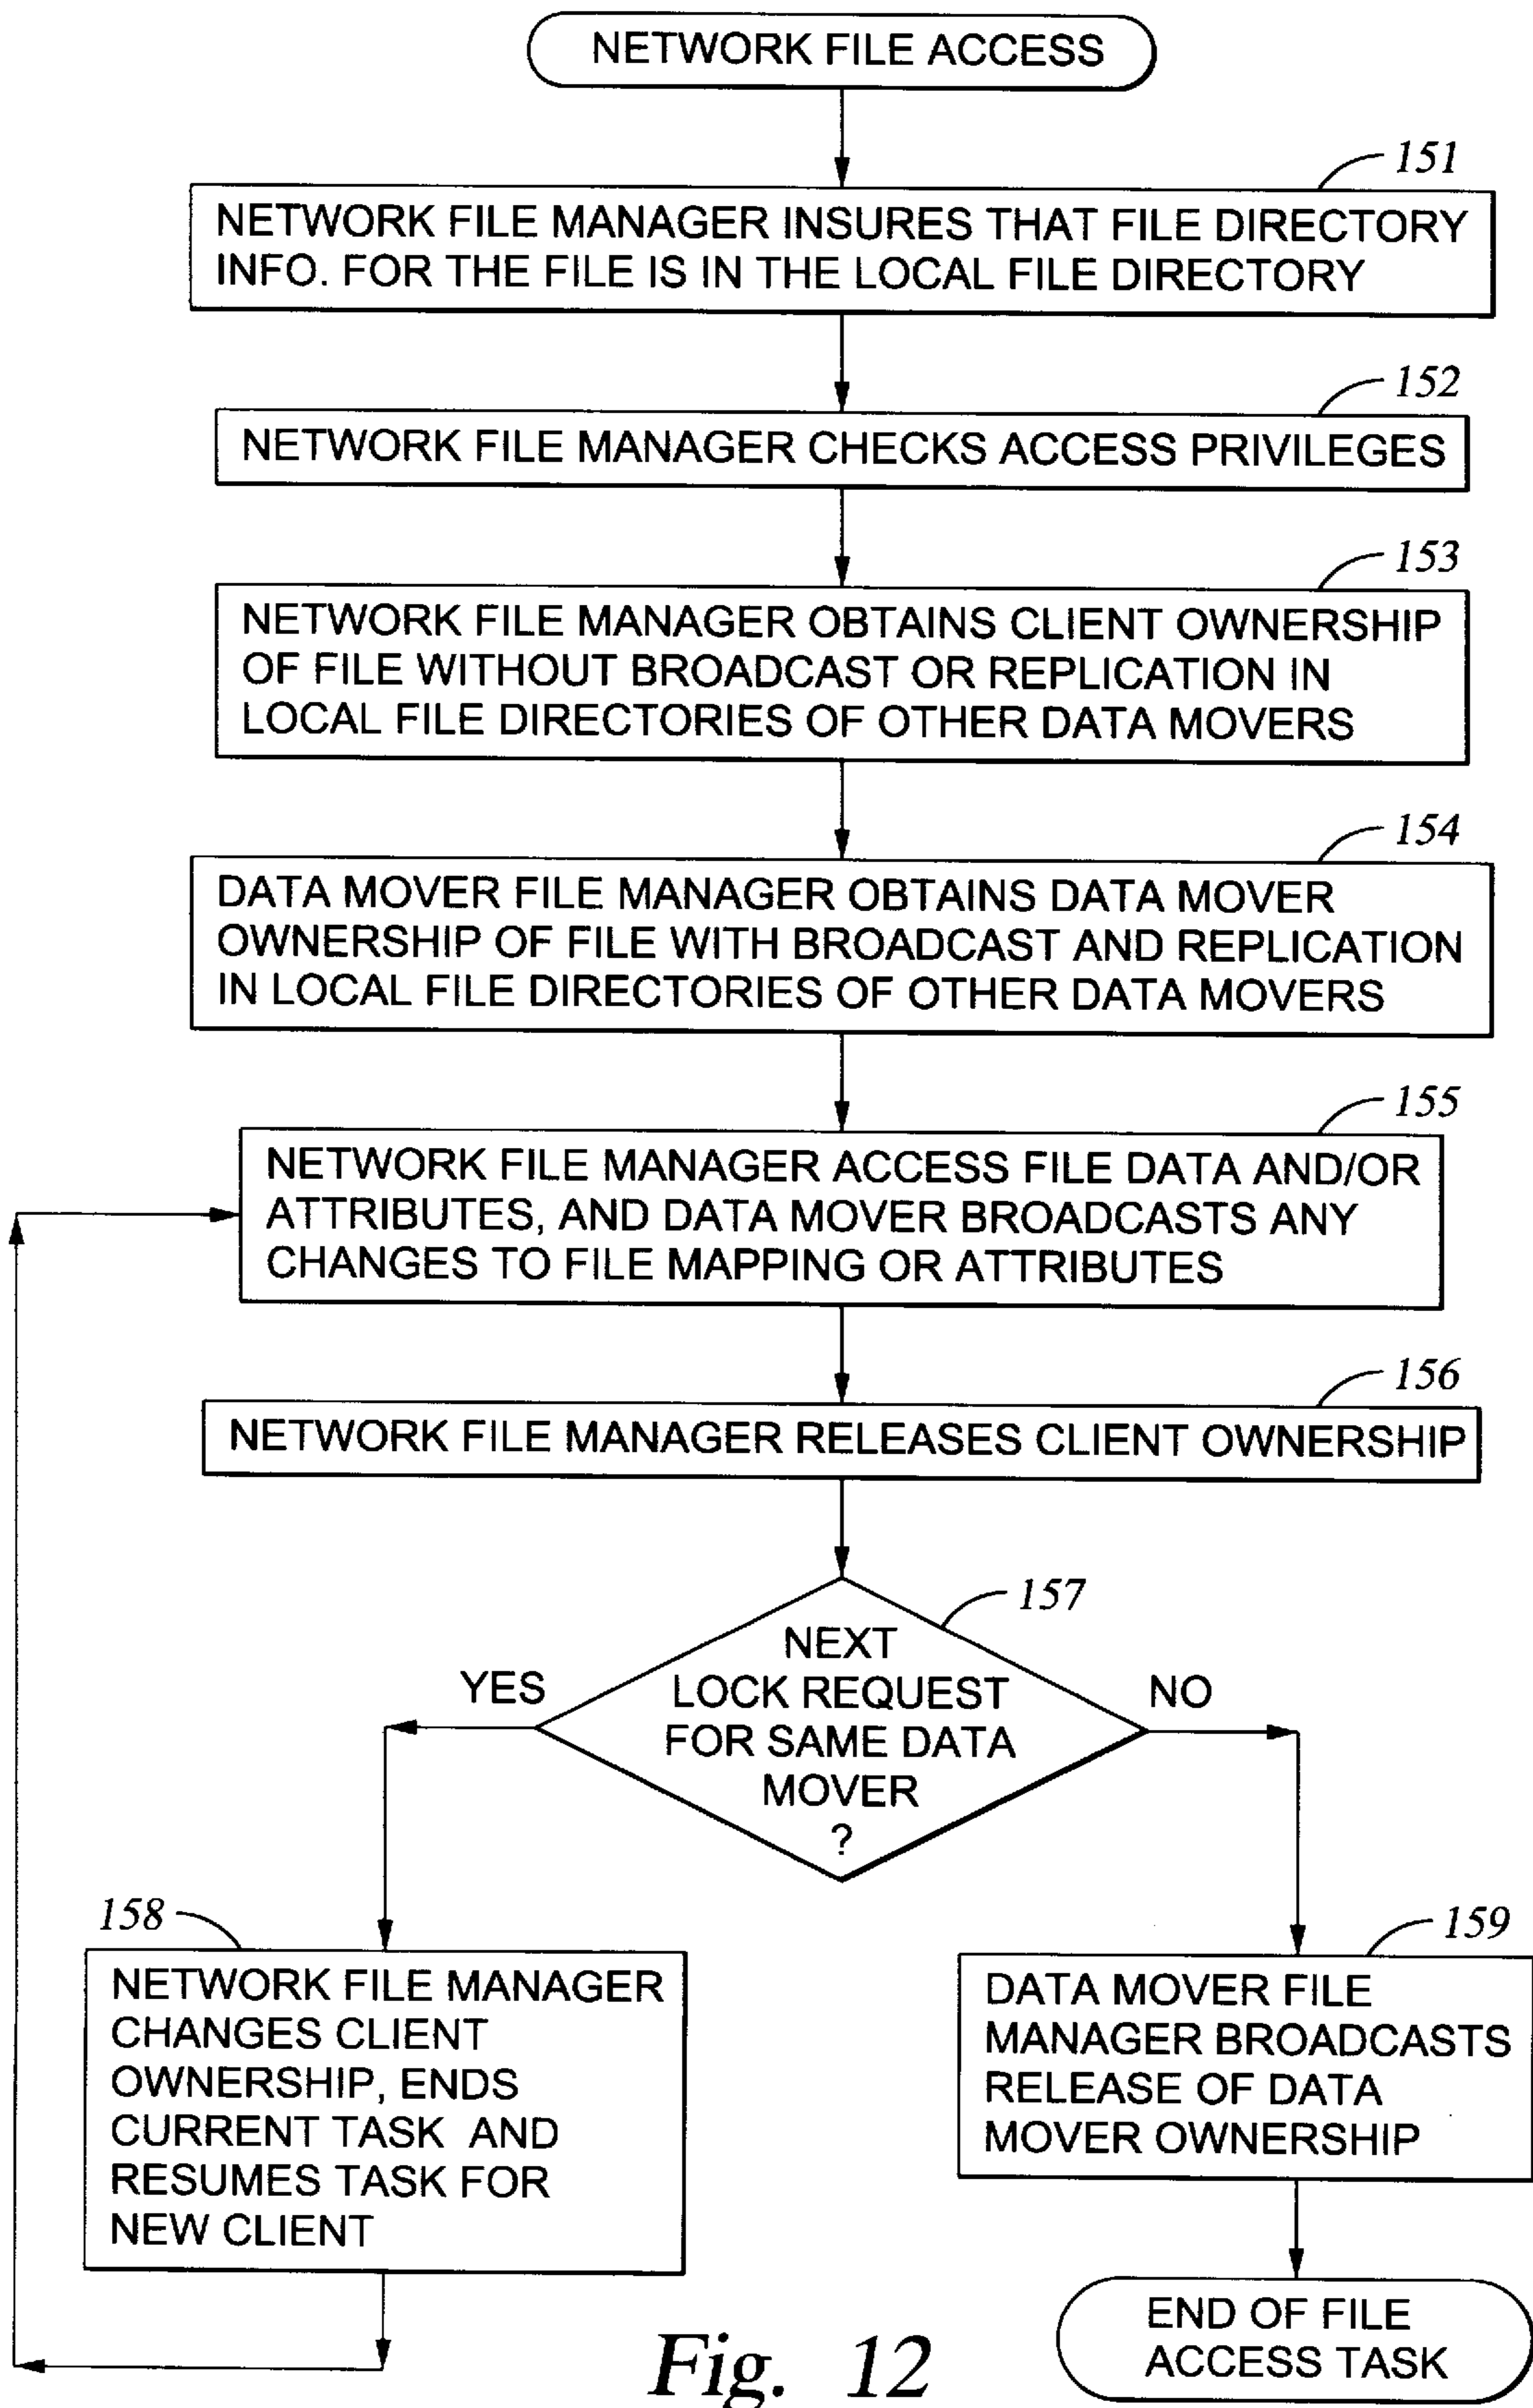 NETWORK FILE ACCESS
151
NETWORK FILE MANAGER INSURES THAT FILE DIRECTORY
INFO. FOR THE FILE IS IN THE LOCAL FILE DIRECTORY
152
NETWORK FILE MANAGER CHECKS ACCESS PRIVILEGES
153
NETWORK FILE MANAGER OBTAINS CLIENT OWNERSHIP
OF FILE WITHOUT BROADCAST OR REPLICATION IN
LOCAL FILE DIRECTORIES OF OTHER DATA MOVERS
154
DATA MOVER FILE MANAGER OBTAINS DATA MOVER
OWNERSHIP OF FILE WITH BROADCAST AND REPLICATION
IN LOCAL FILE DIRECTORIES OF OTHER DATA MOVERS
155
NETWORK FILE MANAGER ACCESS FILE DATA AND/OR
ATTRIBUTES, AND DATA MOVER BROADCASTS ANY
CHANGES TO FILE MAPPING OR ATTRIBUTES
156
NETWORK FILE MANAGER RELEASES CLIENT OWNERSHIP
157
NEXT
LOCK REQUEST
FOR SAME DATA
MOVER
?
YES
NO
158
NETWORK FILE MANAGER
CHANGES CLIENT
OWNERSHIP, ENDS
CURRENT TASK AND
RESUMES TASK FOR
NEW CLIENT
159
DATA MOVER FILE
MANAGER BROADCASTS
RELEASE OF DATA
MOVER OWNERSHIP
END OF FILE
ACCESS TASK
Fig. 12